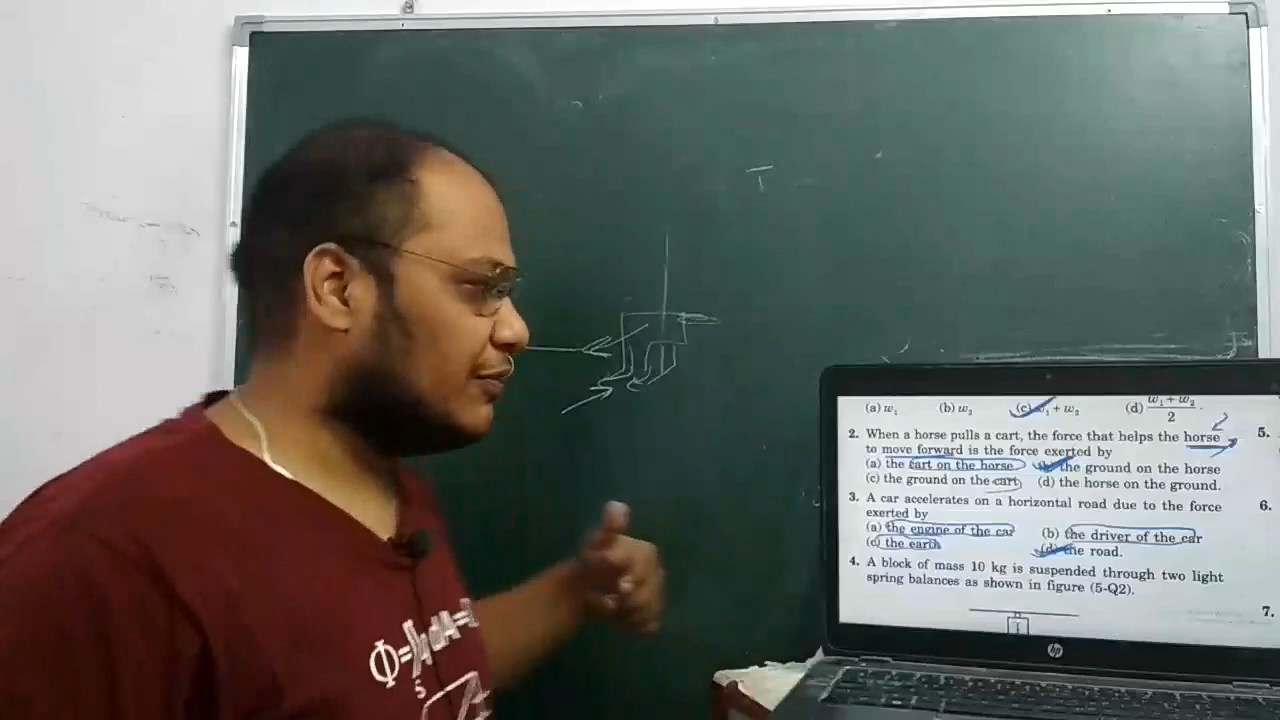 T
(a) w₁ (b) w₂ (c) w₁ + w₂ (d) w₁ + w₂ / 2 .
2. When a horse pulls a cart, the force that helps the horse
to move forward is the force exerted by
(a) the cart on the horse (b) the ground on the horse
(c) the ground on the cart (d) the horse on the ground.
3. A car accelerates on a horizontal road due to the force
exerted by
(a) the engine of the car (b) the driver of the car
(c) the earth (d) the road.
4. A block of mass 10 kg is suspended through two light
spring balances as shown in figure (5-Q2).
5.
6.
7.
hp